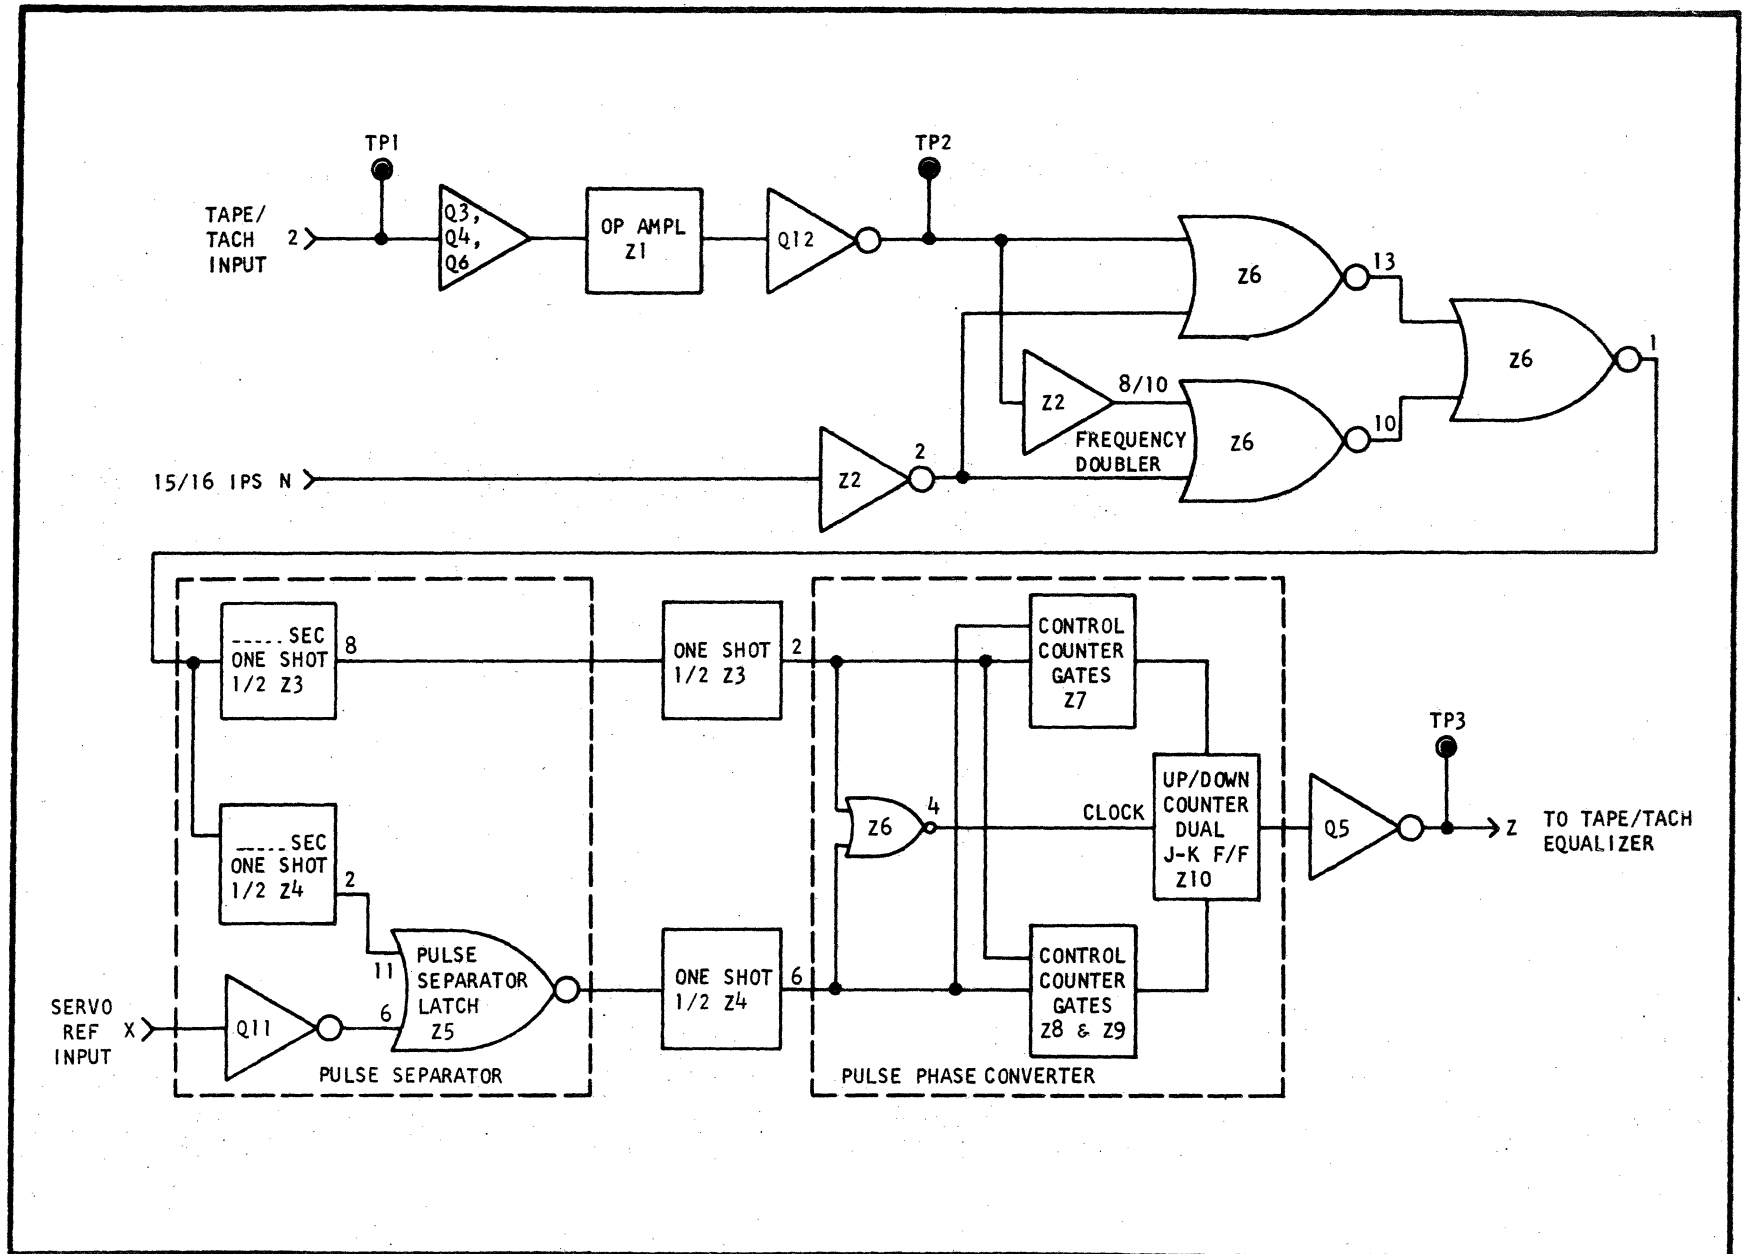 TP1
TP2
TAPE/
TACH
INPUT
2
Q3,
Q4,
Q6
OP AMPL
Z1
Q12
Z6
13
Z2
8/10
FREQUENCY
DOUBLER
Z6
10
Z6
1
15/16 IPS N
Z2
2
_____ SEC
ONE SHOT
1/2 Z3
8
ONE SHOT
1/2 Z3
2
CONTROL
COUNTER
GATES
Z7
TP3
_____ SEC
ONE SHOT
1/2 Z4
2
Z6
4
CLOCK
UP/DOWN
COUNTER
DUAL
J-K F/F
Z10
Q5
Z
TO TAPE/TACH
EQUALIZER
SERVO
REF
INPUT
X
Q11
11
6
PULSE
SEPARATOR
LATCH
Z5
ONE SHOT
1/2 Z4
6
CONTROL
COUNTER
GATES
Z8 & Z9
PULSE SEPARATOR
PULSE PHASE CONVERTER